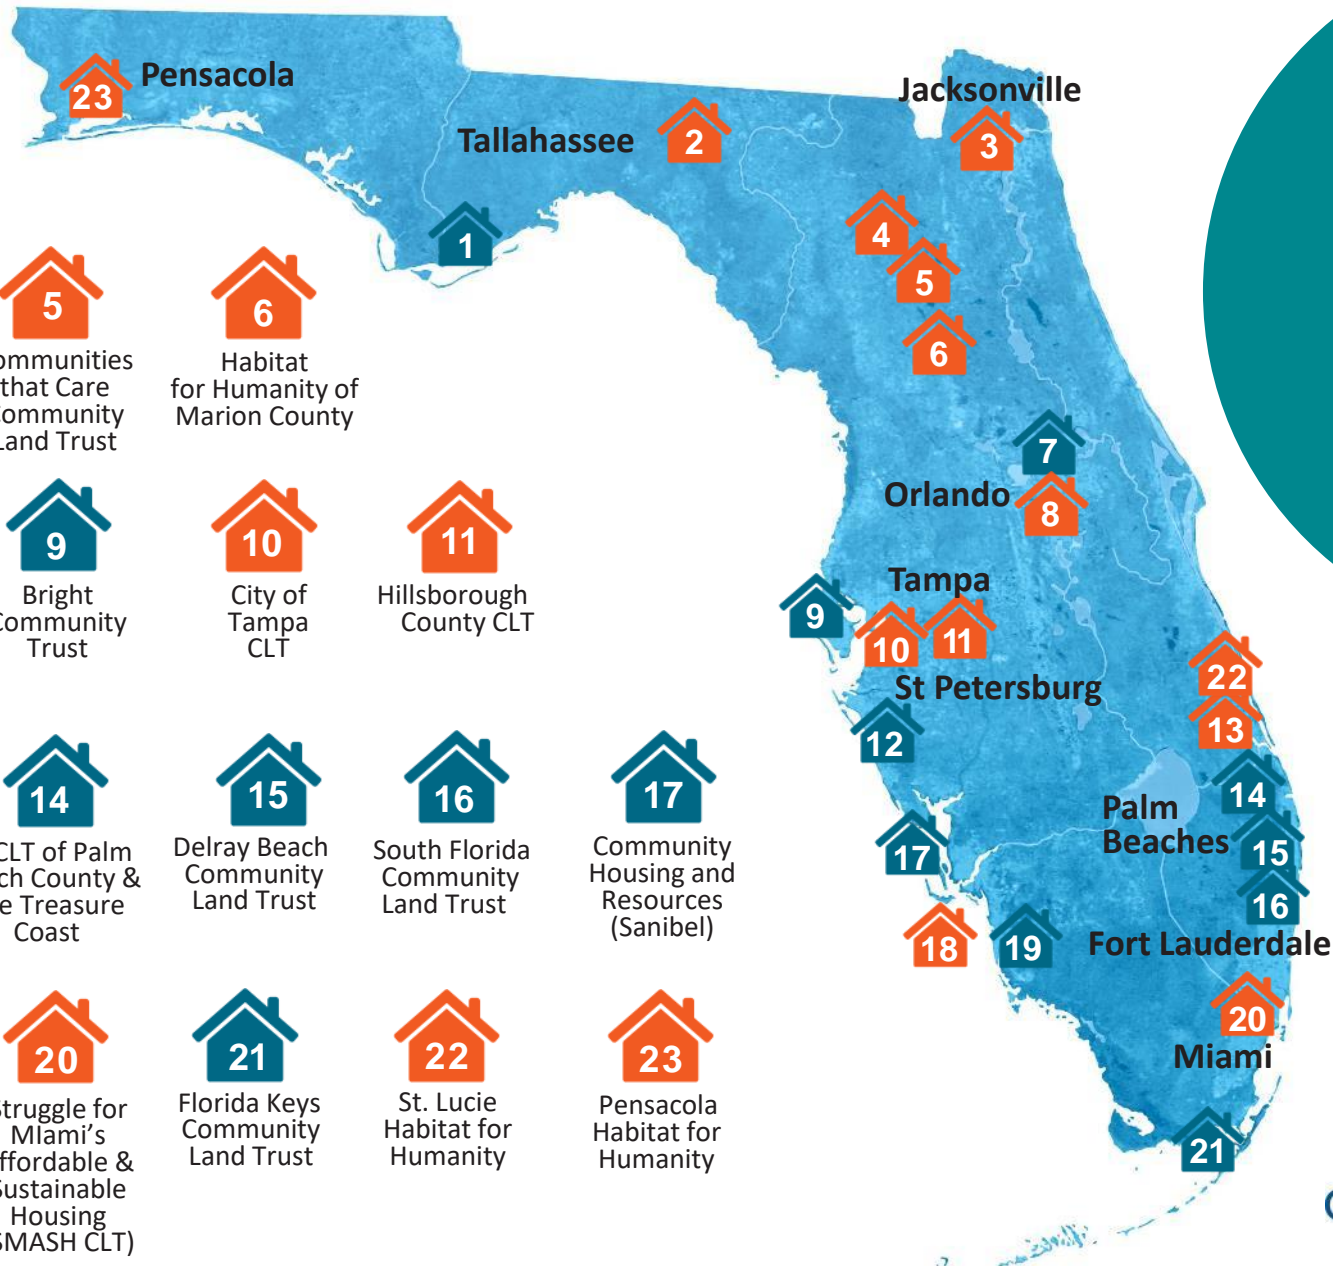 Pensacola
23
Jacksonville
Tallahassee
2
3
1
4
5
6
7
Orlando
8
Tampa
9
10
11
St Petersburg
22
13
12
14
Palm
Beaches
15
17
16
18
19
Fort Lauderdale
20
Miami
21
5
ommunities
that Care
ommunity
Land Trust
6
Habitat
for Humanity of
Marion County
9
Bright
ommunity
Trust
10
City of
Tampa
CLT
11
Hillsborough
County CLT
14
CLT of Palm
ch County &
e Treasure
Coast
15
Delray Beach
Community
Land Trust
16
South Florida
Community
Land Trust
17
Community
Housing and
Resources
(Sanibel)
20
Struggle for
MIami's
ffordable &
Sustainable
Housing
SMASH CLT)
21
Florida Keys
Community
Land Trust
22
St. Lucie
Habitat for
Humanity
23
Pensacola
Habitat for
Humanity